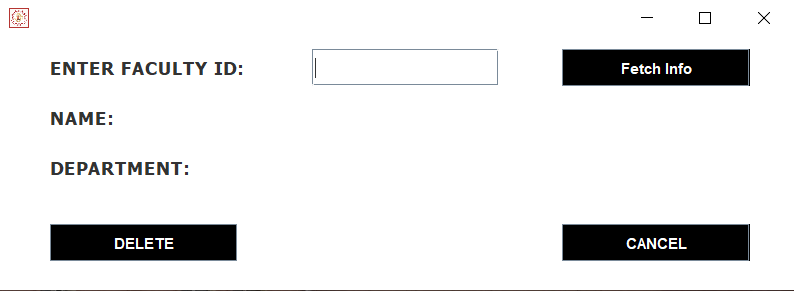 ENTER FACULTY ID: Fetch Info
NAME:
DEPARTMENT:
DELETE CANCEL